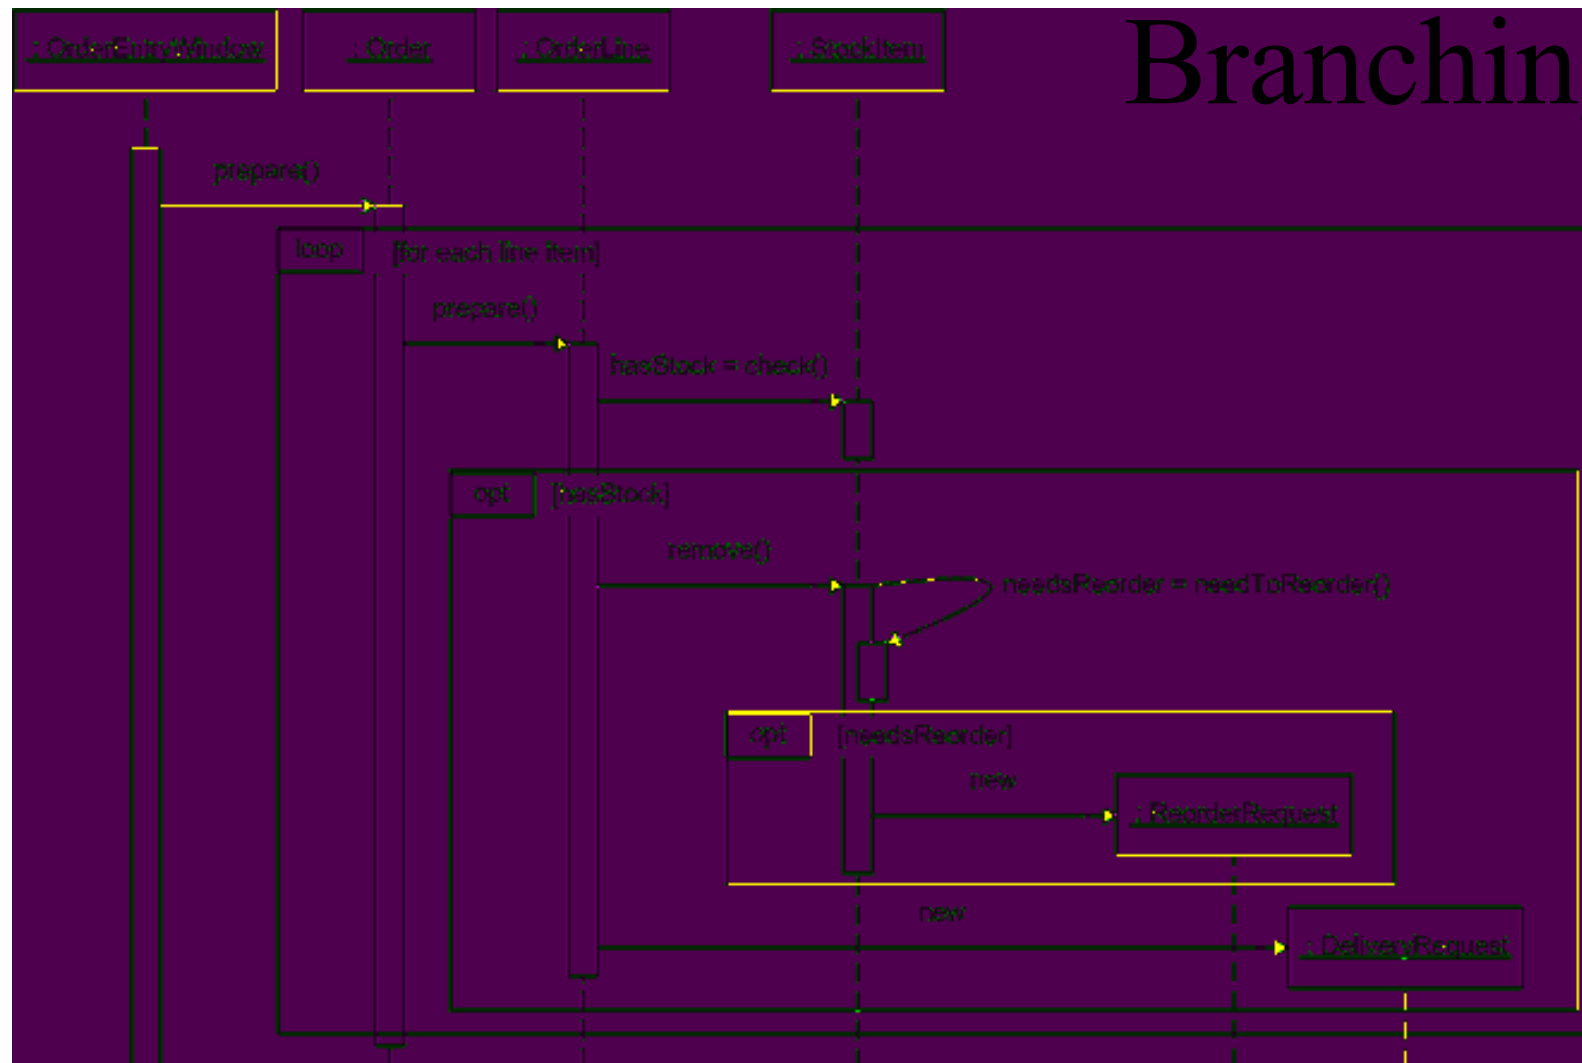 : OrderEntryWindow
: Order
: OrderLine
: StockItem
Branchin
prepare()
loop
[for each line item]
prepare()
hasStock = check()
opt
[hasStock]
remove()
needsReorder = needToReorder()
opt
[needsReorder]
new
: ReorderRequest
new
: DeliveryRequest